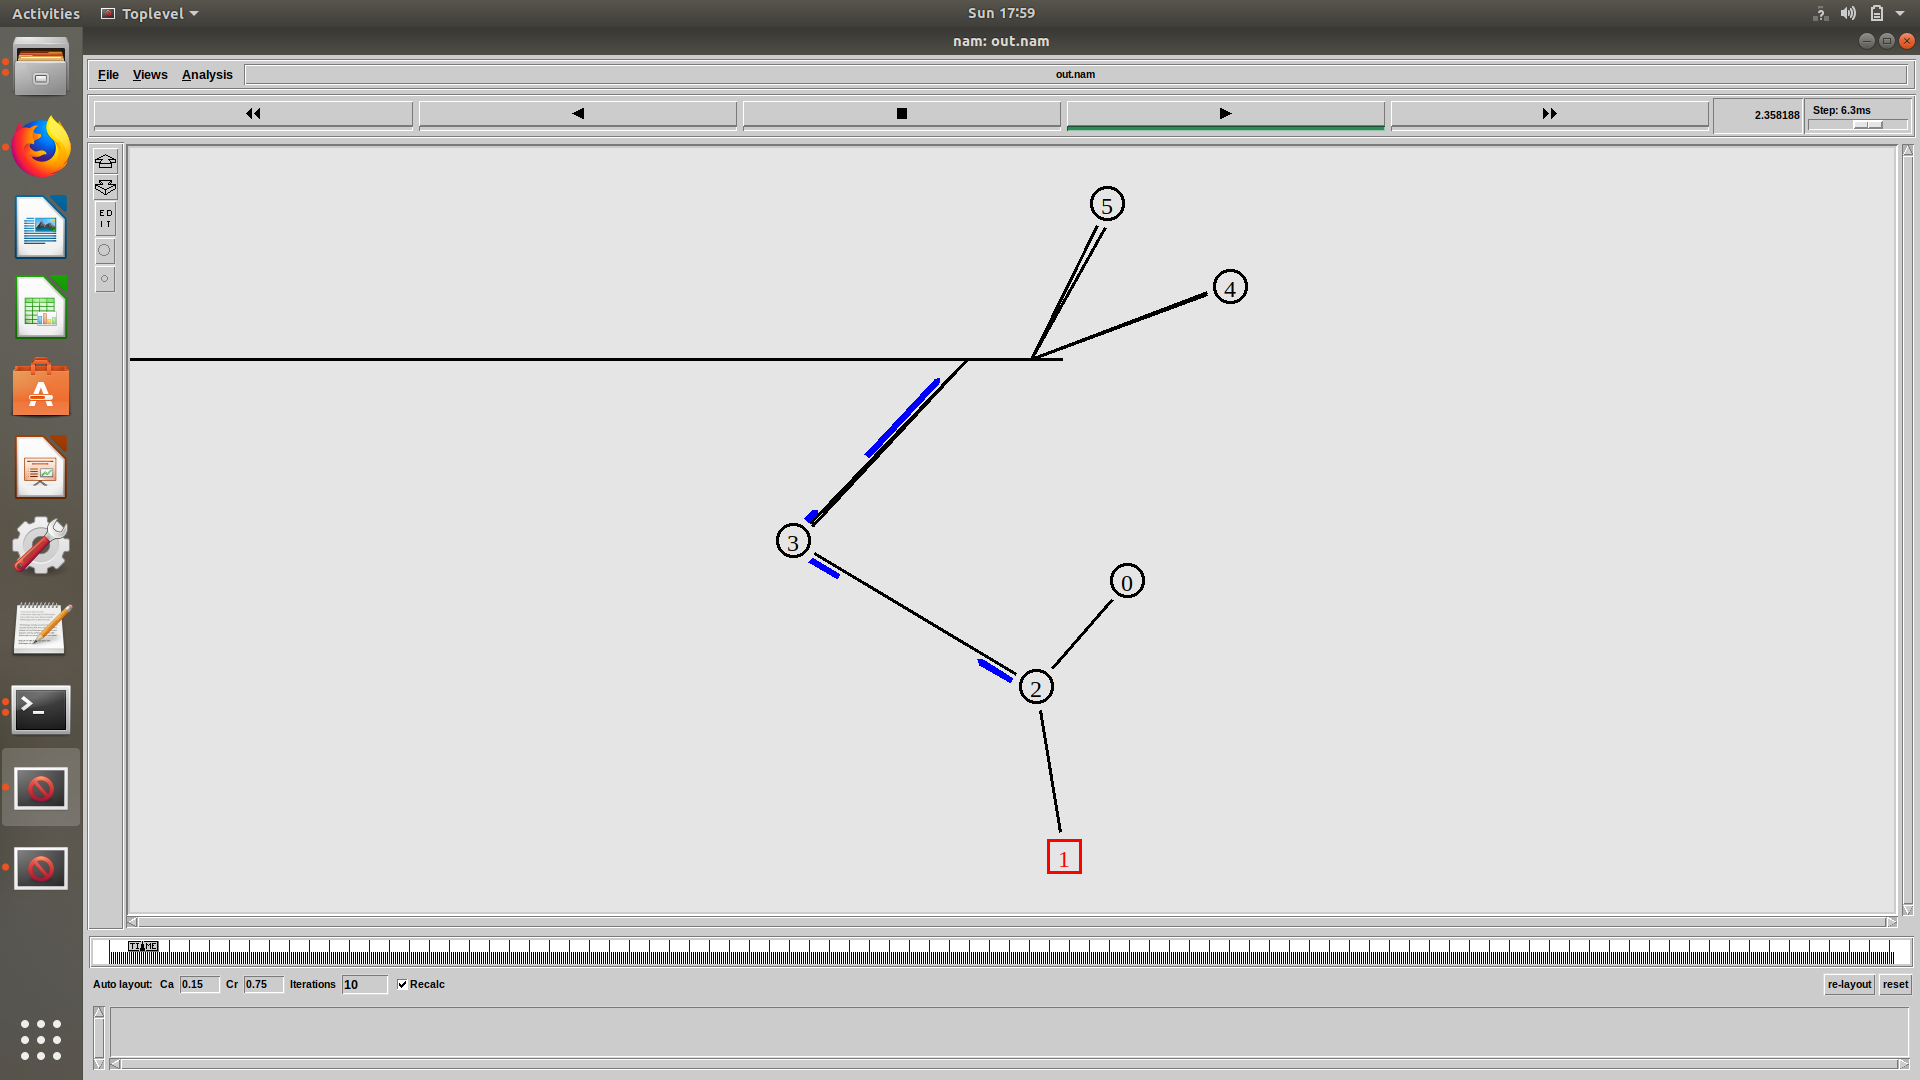 Activities Toplevel Sun 17:59
nam: out.nam
File Views Analysis out.nam
2.358188 Step: 6.3ms
ED
IT
5
4
3
0
2
1
TIME
Auto layout: Ca 0.15 Cr 0.75 Iterations 10 Recalc re-layout reset